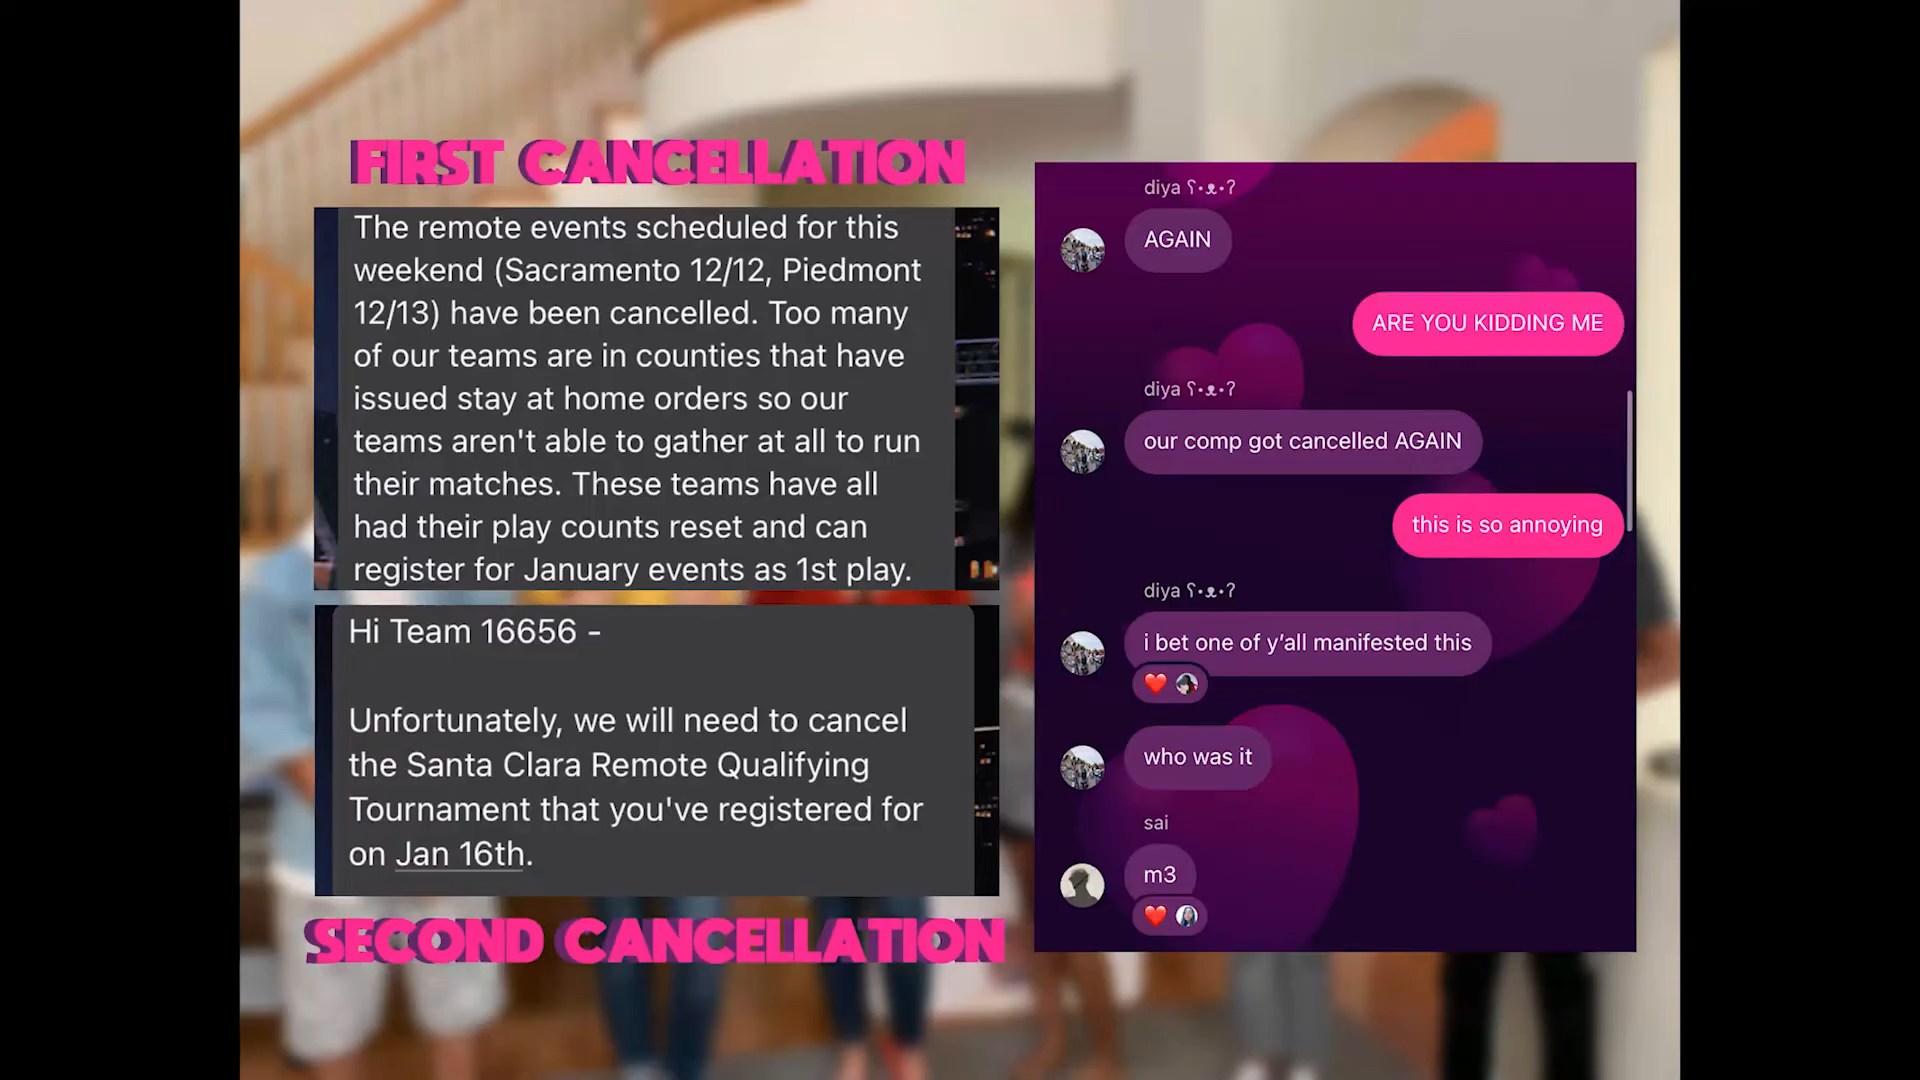 FIRST CANCELLATION
The remote events scheduled for this
weekend (Sacramento 12/12, Piedmont
12/13) have been cancelled. Too many
of our teams are in counties that have
issued stay at home orders so our
teams aren't able to gather at all to run
their matches. These teams have all
had their play counts reset and can
register for January events as 1st play.
Hi Team 16656 -
Unfortunately, we will need to cancel
the Santa Clara Remote Qualifying
Tournament that you've registered for
on Jan 16th.
SECOND CANCELLATION
diya ʕ•ᴥ•ʔ
AGAIN
ARE YOU KIDDING ME
diya ʕ•ᴥ•ʔ
our comp got cancelled AGAIN
this is so annoying
diya ʕ•ᴥ•ʔ
i bet one of y’all manifested this
who was it
sai
m3